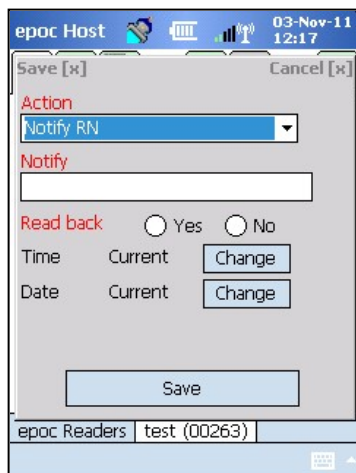 epoc Host 03-Nov-11
12:17
Save [x] Cancel [x]
Action
Notify RN
Notify
Read back Yes No
Time Current Change
Date Current Change
Save
epoc Readers test (00263)